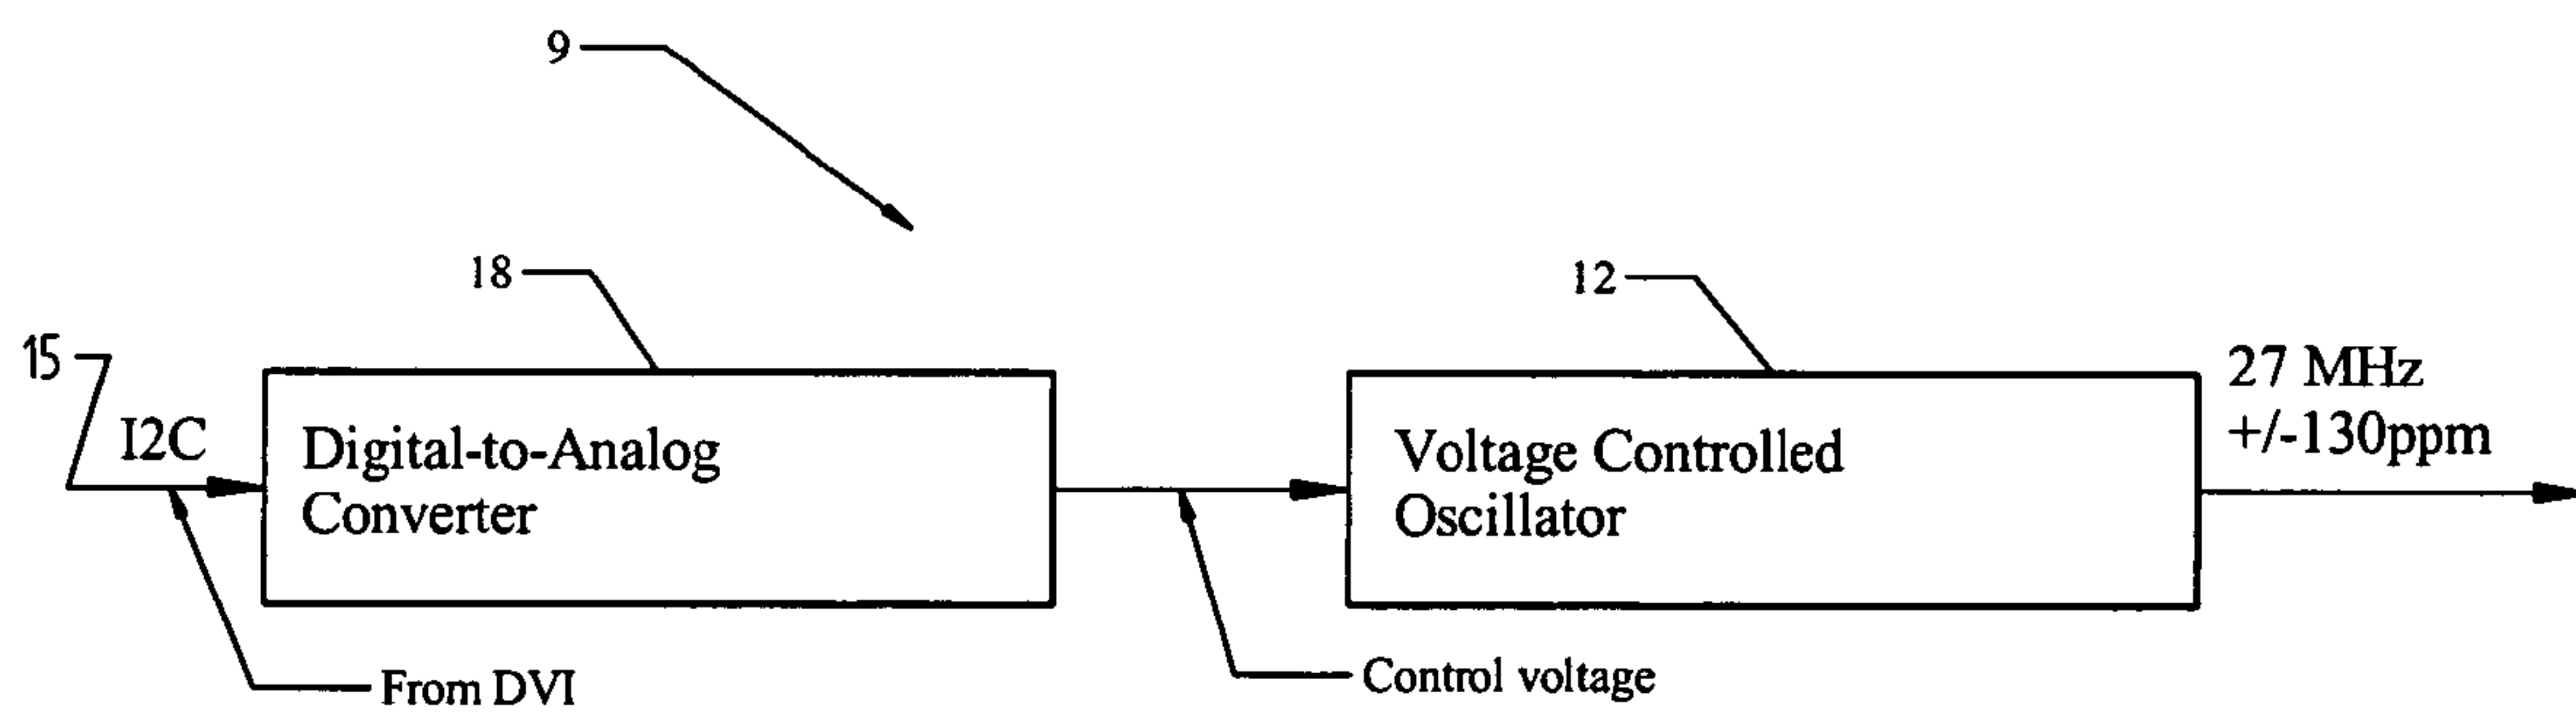 9
18
12
15
I2C
Digital-to-Analog
Converter
Voltage Controlled
Oscillator
27 MHz
+/-130ppm
From DVI
Control voltage